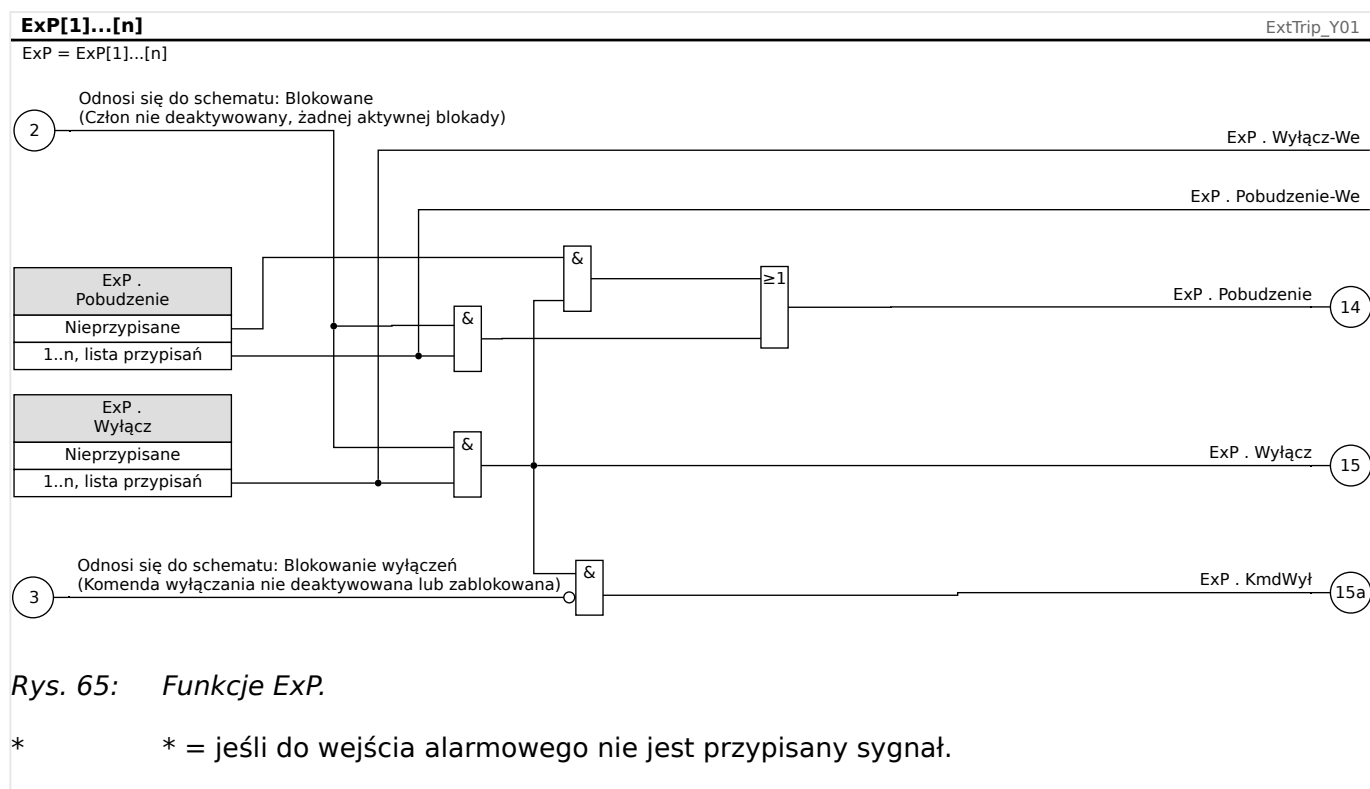 ExP[1]...[n]
ExtTrip_Y01
ExP = ExP[1]...[n]
Odnosi się do schematu: Blokowane
(Człon nie deaktywowany, żadnej aktywnej blokady)
2
ExP . Wyłącz-We
ExP . Pobudzenie-We
&
ExP .
Pobudzenie
≥1
ExP . Pobudzenie
14
Nieprzypisane
&
1..n, lista przypisań
ExP .
Wyłącz
&
Nieprzypisane
ExP . Wyłącz
15
1..n, lista przypisań
Odnosi się do schematu: Blokowanie wyłączeń
(Komenda wyłączania nie deaktywowana lub zablokowana)
3
&
ExP . KmdWył
15a
Rys. 65: Funkcje ExP.
* * = jeśli do wejścia alarmowego nie jest przypisany sygnał.